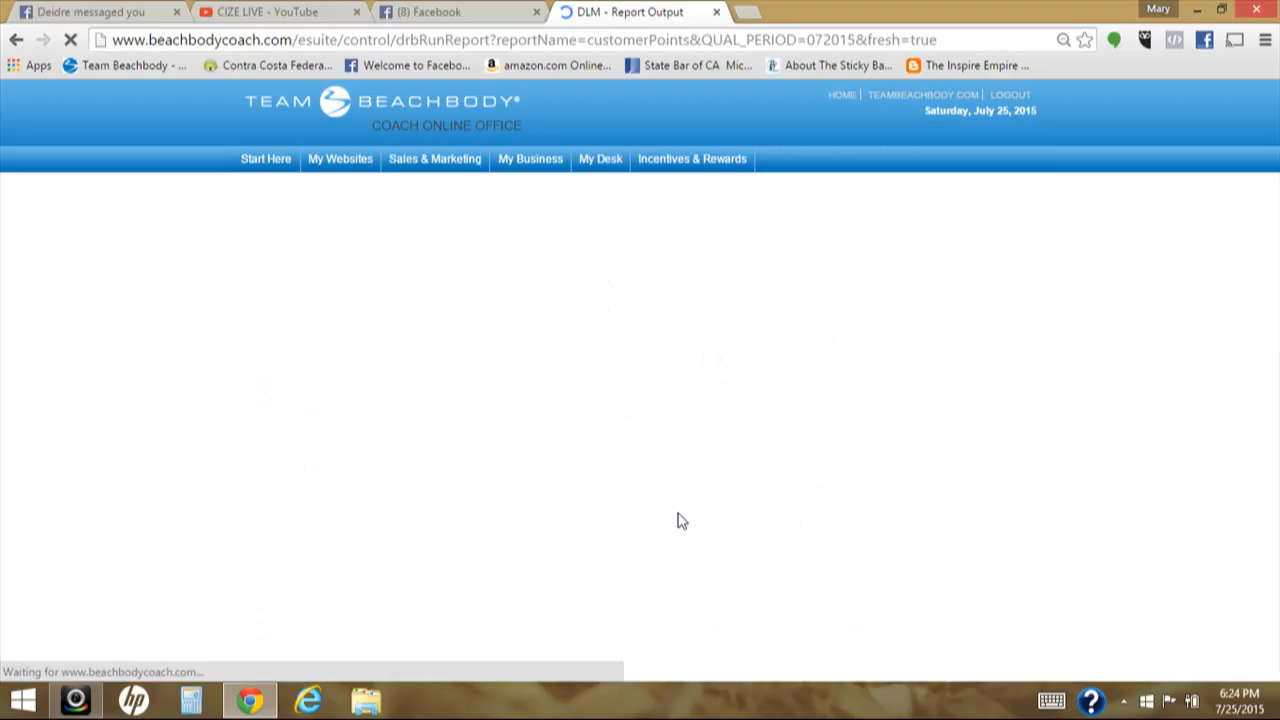 Deidre messaged you
CIZE LIVE - YouTube
(8) Facebook
DLM - Report Output
Mary
www.beachbodycoach.com/esuite/control/drbRunReport?reportName=customerPoints&QUAL_PERIOD=072015&fresh=true
Apps
Team Beachbody - ...
Contra Costa Federa...
Welcome to Facebo...
amazon.com Online...
State Bar of CA Mic...
About The Sticky Ba...
The Inspire Empire ...
TEAM BEACHBODY®
COACH ONLINE OFFICE
HOME | TEAMBEACHBODY.COM | LOGOUT
Saturday, July 25, 2015
Start Here
My Websites
Sales & Marketing
My Business
My Desk
Incentives & Rewards
Waiting for www.beachbodycoach.com...
hp
6:24 PM
7/25/2015